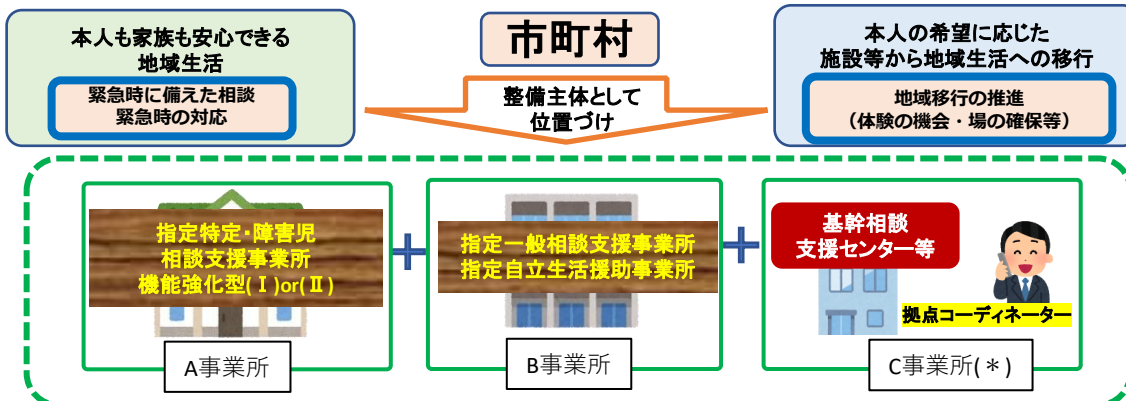 本人も家族も安心できる
地域生活
緊急時に備えた相談
緊急時の対応
市町村
整備主体として
位置づけ
本人の希望に応じた
施設等から地域生活への移行
地域移行の推進
（体験の機会・場の確保等）
指定特定・障害児
相談支援事業所
機能強化型(Ⅰ)or(Ⅱ)
A事業所
+
指定一般相談支援事業所
指定自立生活援助事業所
B事業所
+
基幹相談
支援センター等
拠点コーディネーター
C事業所(＊)